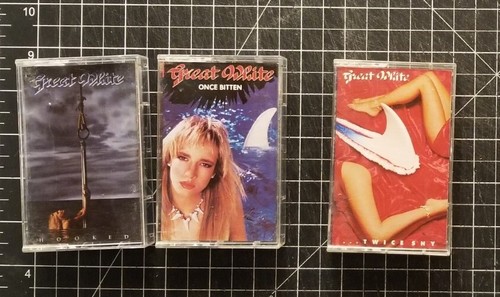 10
9
Great White
HOOKED
Great White
ONCE BITTEN
Great White
...TWICE SHY
4